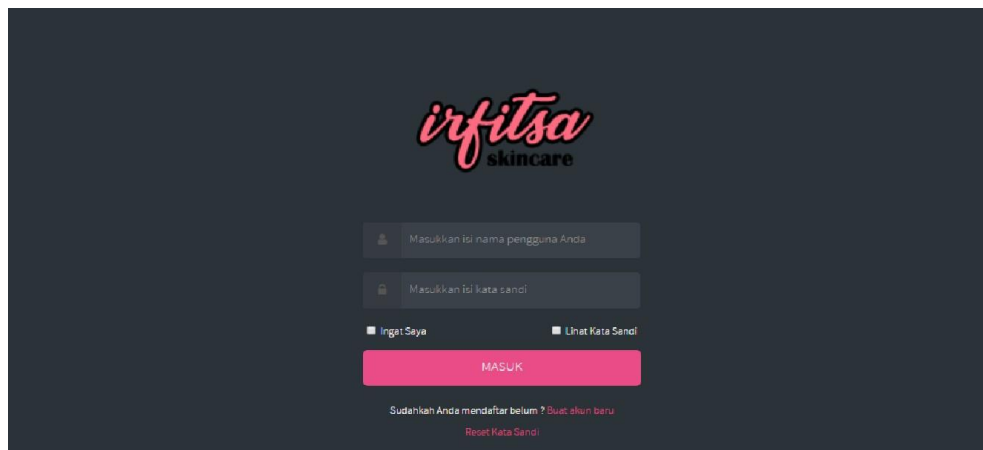 irfitsa
skincare
Masukkan isi nama pengguna Anda
Masukkan isi kata sandi
Ingat Saya
Lihat Kata Sandi
MASUK
Sudahkah Anda mendaftar belum ? Buat akun baru
Reset Kata Sandi